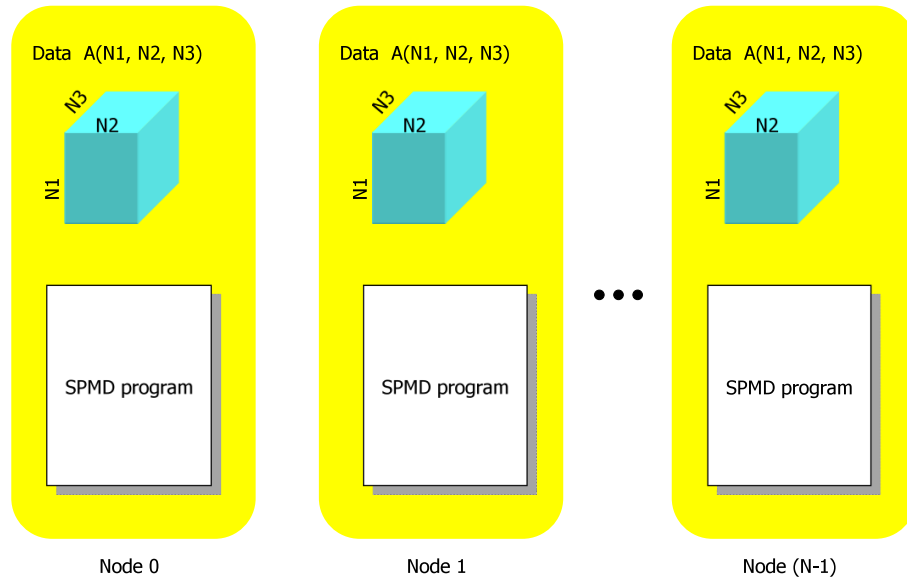 Data A(N1, N2, N3)
N3
N2
N1
SPMD program
Node 0
Data A(N1, N2, N3)
N3
N2
N1
SPMD program
Node 1
Data A(N1, N2, N3)
N3
N2
N1
SPMD program
Node (N-1)